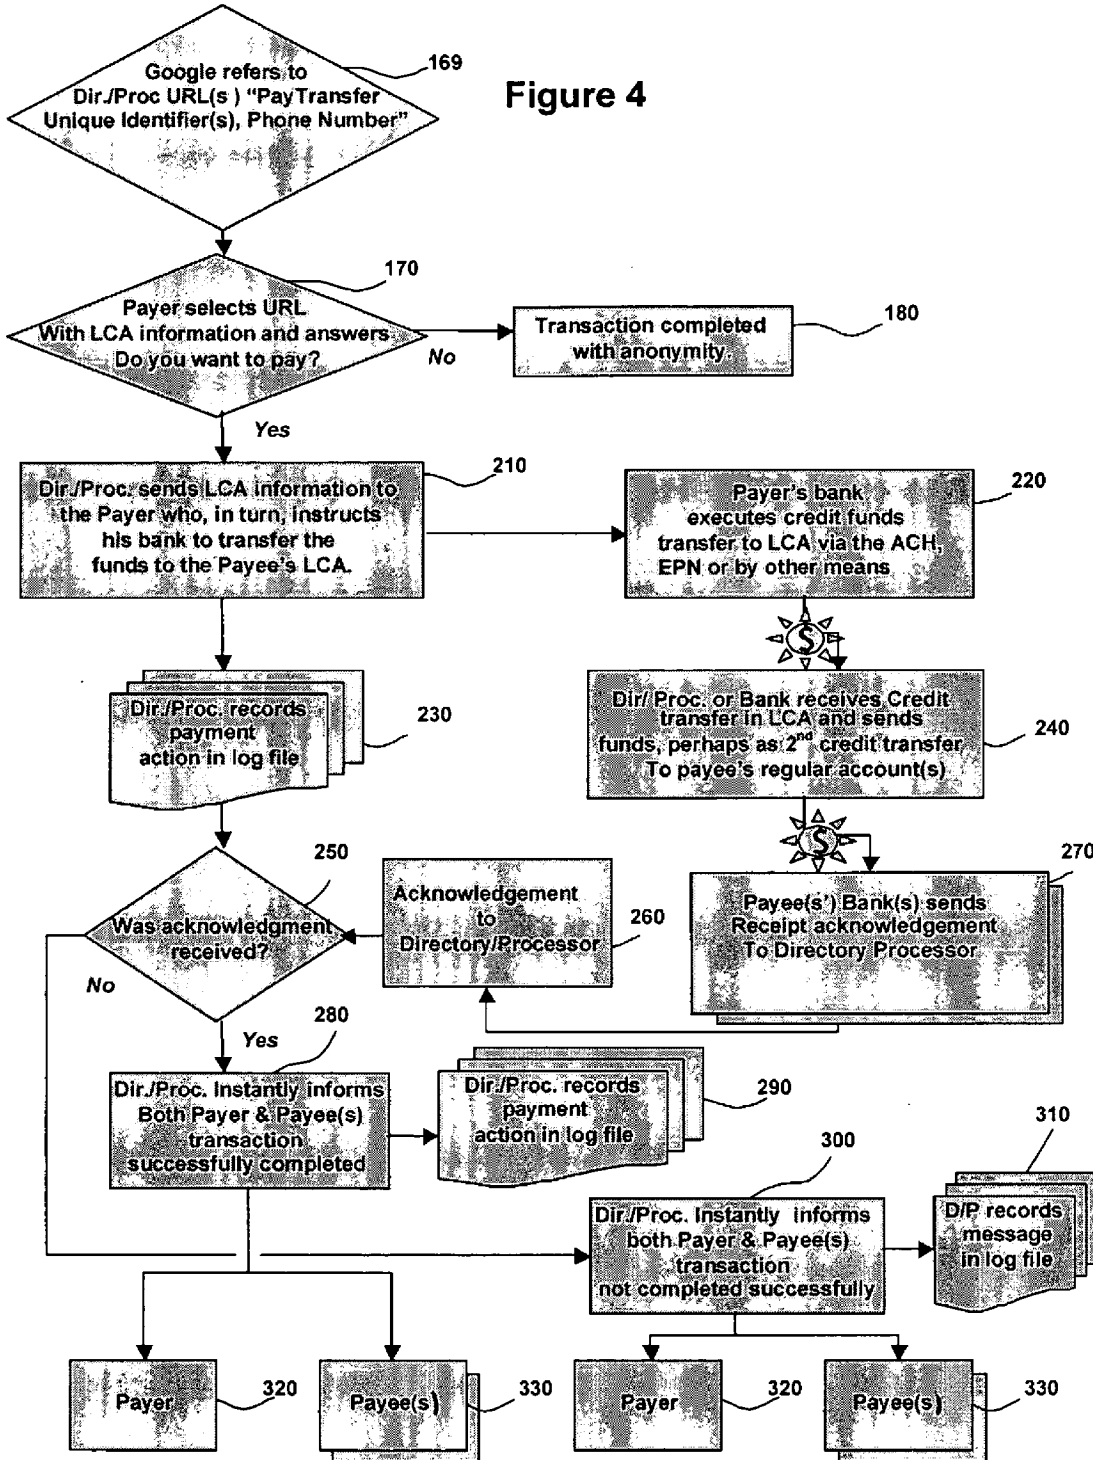 Figure 4
169
Google refers to
Dir./Proc URL(s ) “PayTransfer
Unique Identifier(s), Phone Number”
170
Payer selects URL
With LCA information and answers
Do you want to pay?
No
180
Transaction completed
with anonymity.
Yes
210
Dir./Proc. sends LCA information to
the Payer who, in turn, instructs
his bank to transfer the
funds to the Payee's LCA.
220
Payer's bank
executes credit funds
transfer to LCA via the ACH,
EPN or by other means
$
230
Dir./Proc. records
payment
action in log file
240
Dir/ Proc. or Bank receives Credit
transfer in LCA and sends
funds, perhaps as 2nd credit transfer
To payee's regular account(s)
$
250
Was acknowledgment
received?
No
Yes
260
Acknowledgement
to
Directory/Processor
270
Payee(s') Bank(s) sends
Receipt acknowledgement
To Directory Processor
280
Dir./Proc. Instantly informs
Both Payer & Payee(s)
transaction
successfully completed
290
Dir./Proc. records
payment
action in log file
300
Dir./Proc. Instantly informs
both Payer & Payee(s)
transaction
not completed successfully
310
D/P records
message
in log file
Payer
320
Payee(s)
330
Payer
320
Payee(s)
330